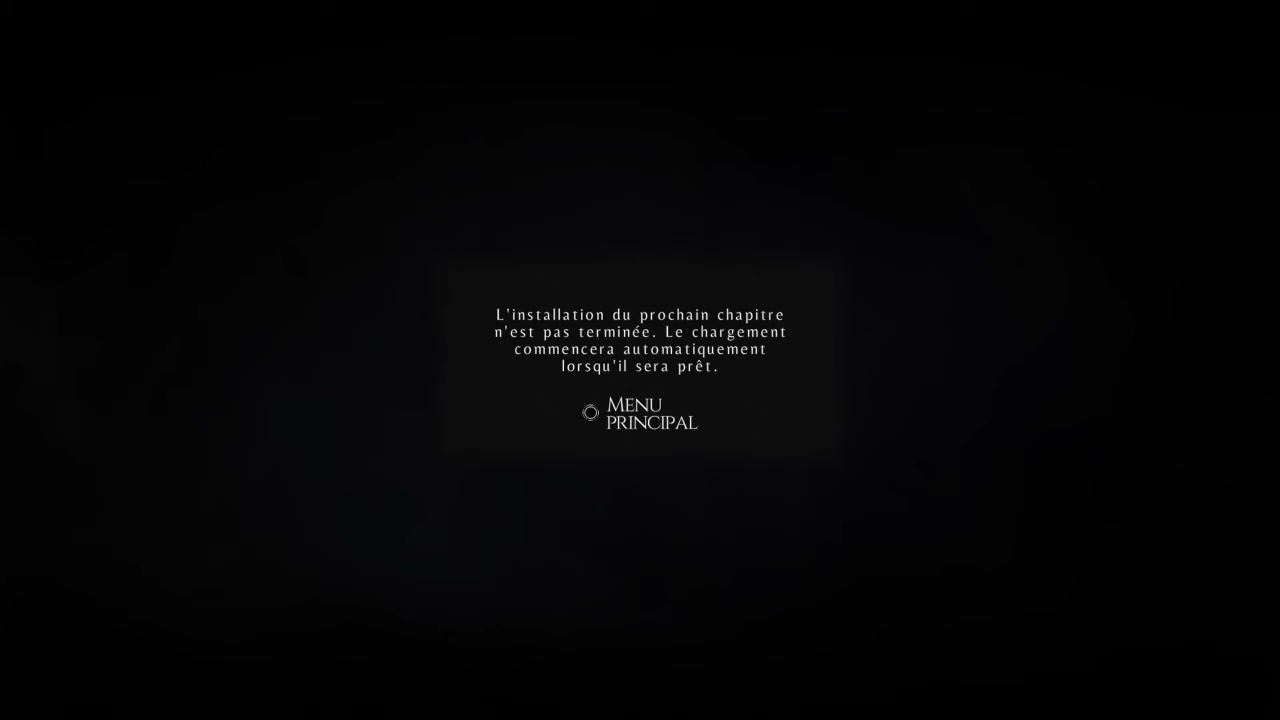 L'installation du prochain chapitre
n'est pas terminée. Le chargement
commencera automatiquement
lorsqu'il sera prêt.
MENU
PRINCIPAL